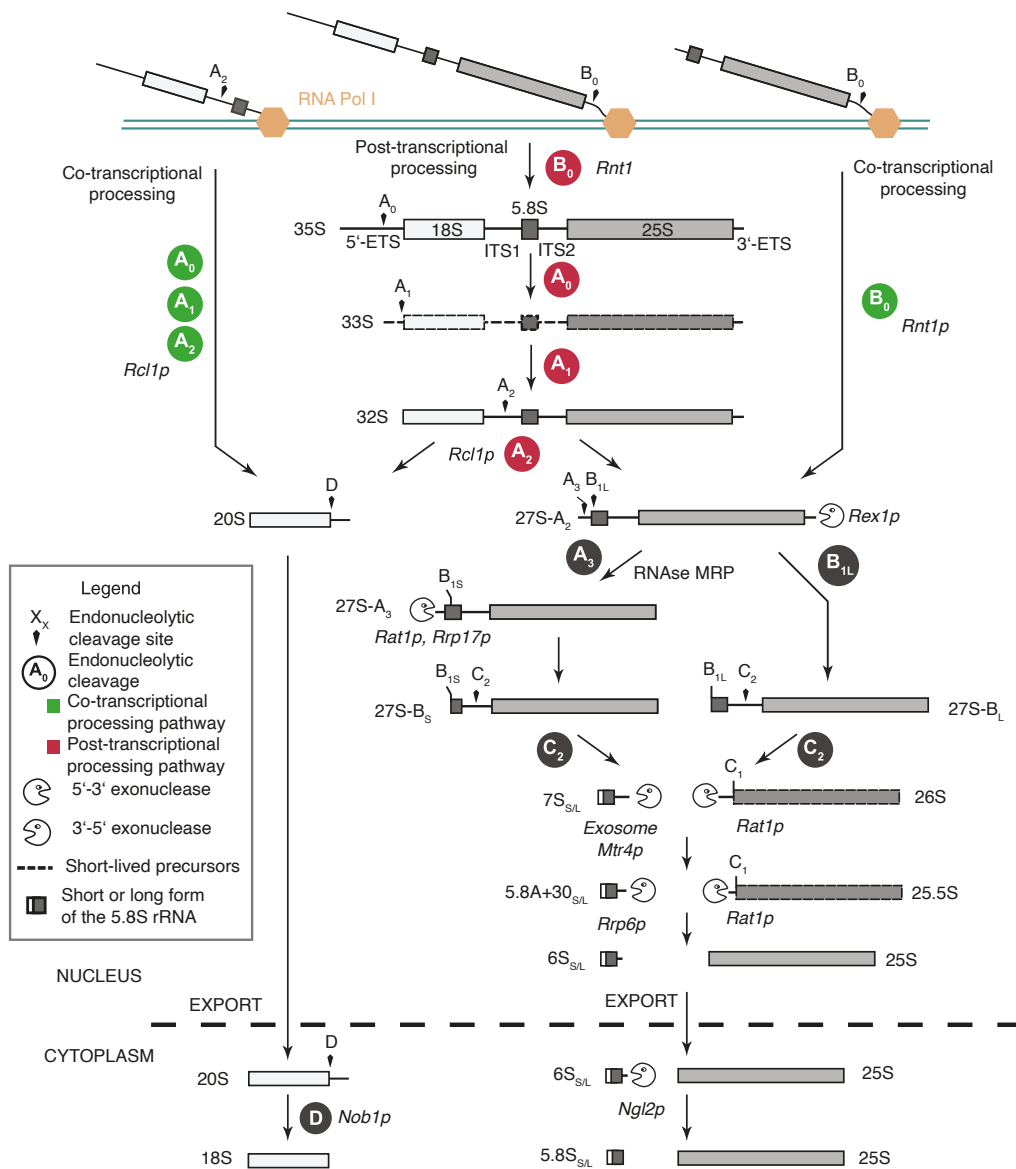 A2
RNA Pol I
B0
B0
Co-transcriptional
processing
Post-transcriptional
processing
B0
Rnt1
Co-transcriptional
processing
35S
A0
5‘-ETS
18S
ITS1
5.8S
ITS2
25S
3‘-ETS
A0
A1
A2
Rcl1p
A0
B0
Rnt1p
33S
A1
A1
32S
A2
Rcl1p
A2
20S
D
27S-A2
A3
B1L
Rex1p
A3
RNAse MRP
B1L
27S-A3
B1S
Rat1p, Rrp17p
27S-BS
B1S
C2
B1L
C2
27S-BL
C2
C2
7SS/L
Exosome
Mtr4p
C1
26S
Rat1p
5.8A+30S/L
Rrp6p
C1
25.5S
Rat1p
6SS/L
25S
Legend
XX
Endonucleolytic
cleavage site
A0
Endonucleolytic
cleavage
Co-transcriptional
processing pathway
Post-transcriptional
processing pathway
5‘-3‘ exonuclease
3‘-5‘ exonuclease
Short-lived precursors
Short or long form
of the 5.8S rRNA
NUCLEUS
EXPORT
EXPORT
CYTOPLASM
20S
D
6SS/L
Ngl2p
25S
D
Nob1p
18S
5.8SS/L
25S